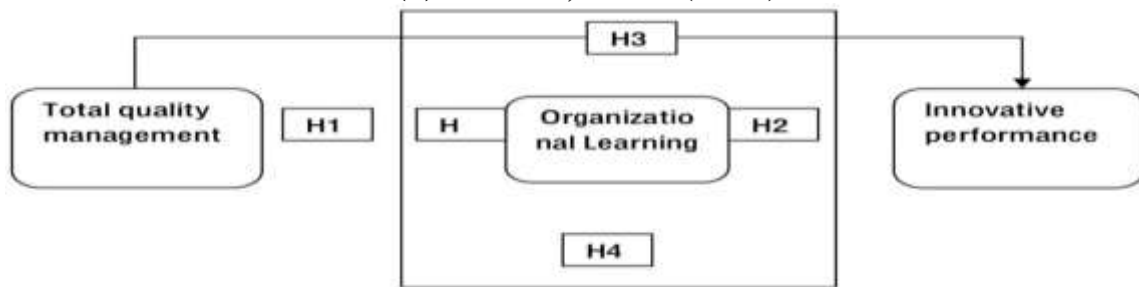 H3
Total quality
management
H1
H
Organizatio
nal Learning
H2
Innovative
performance
H4